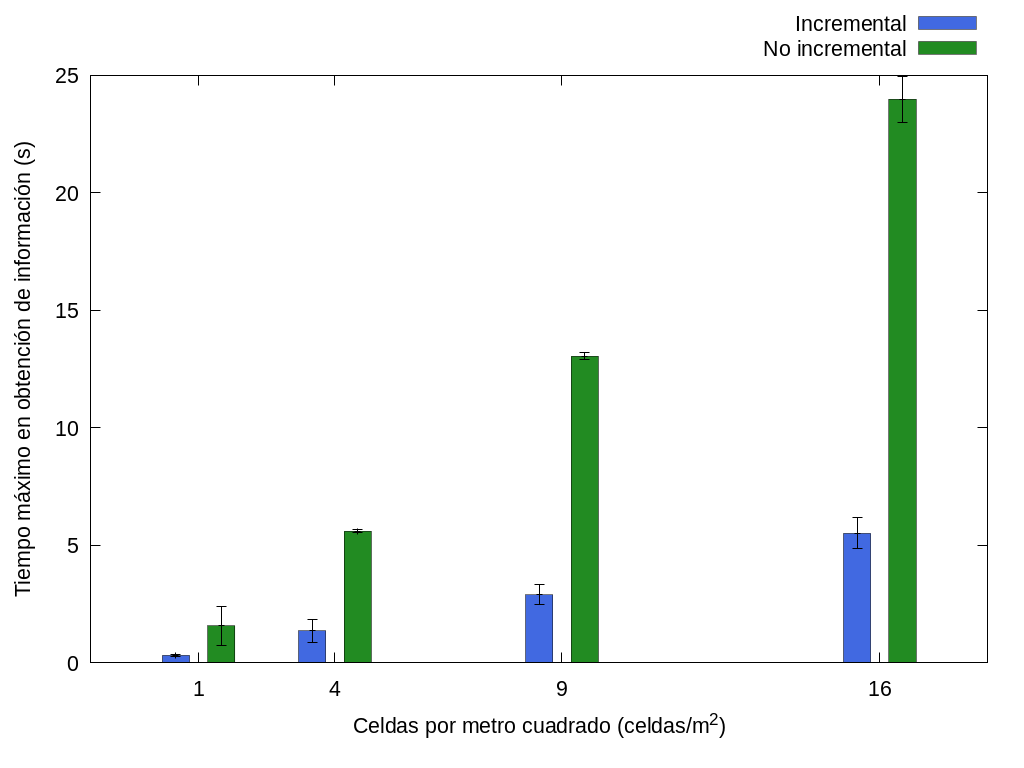 Incremental
No incremental
25
20
15
10
5
0
Tiempo máximo en obtención de información (s)
1 4 9 16
Celdas por metro cuadrado (celdas/m²)